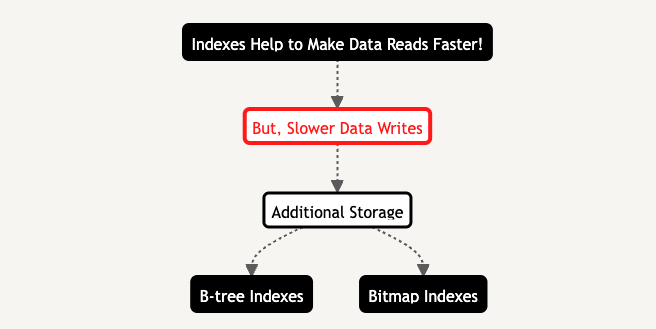 Indexes Help to Make Data Reads Faster!
But, Slower Data Writes
Additional Storage
B-tree Indexes
Bitmap Indexes